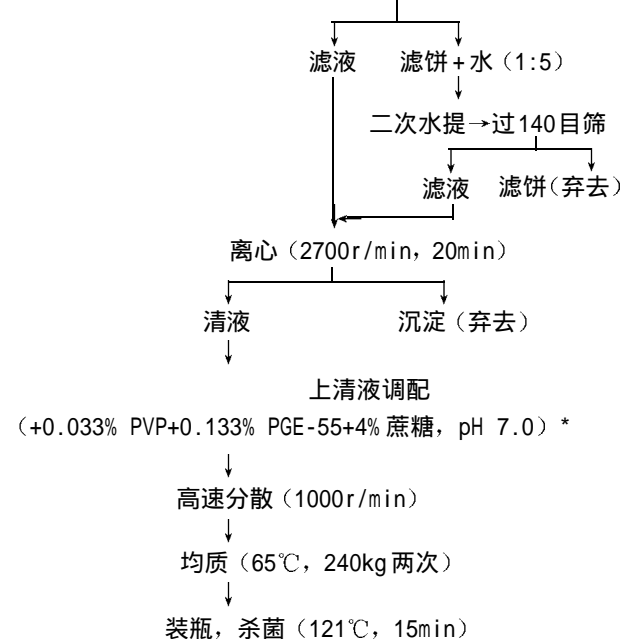 滤液 滤饼+水（1:5）
二次水提→过140目筛
滤液 滤饼（弃去）
离心（2700r/min，20min）
清液 沉淀（弃去）
上清液调配
（+0.033% PVP+0.133% PGE-55+4%蔗糖，pH 7.0）*
高速分散（1000r/min）
均质（65℃，240kg两次）
装瓶，杀菌（121℃，15min）